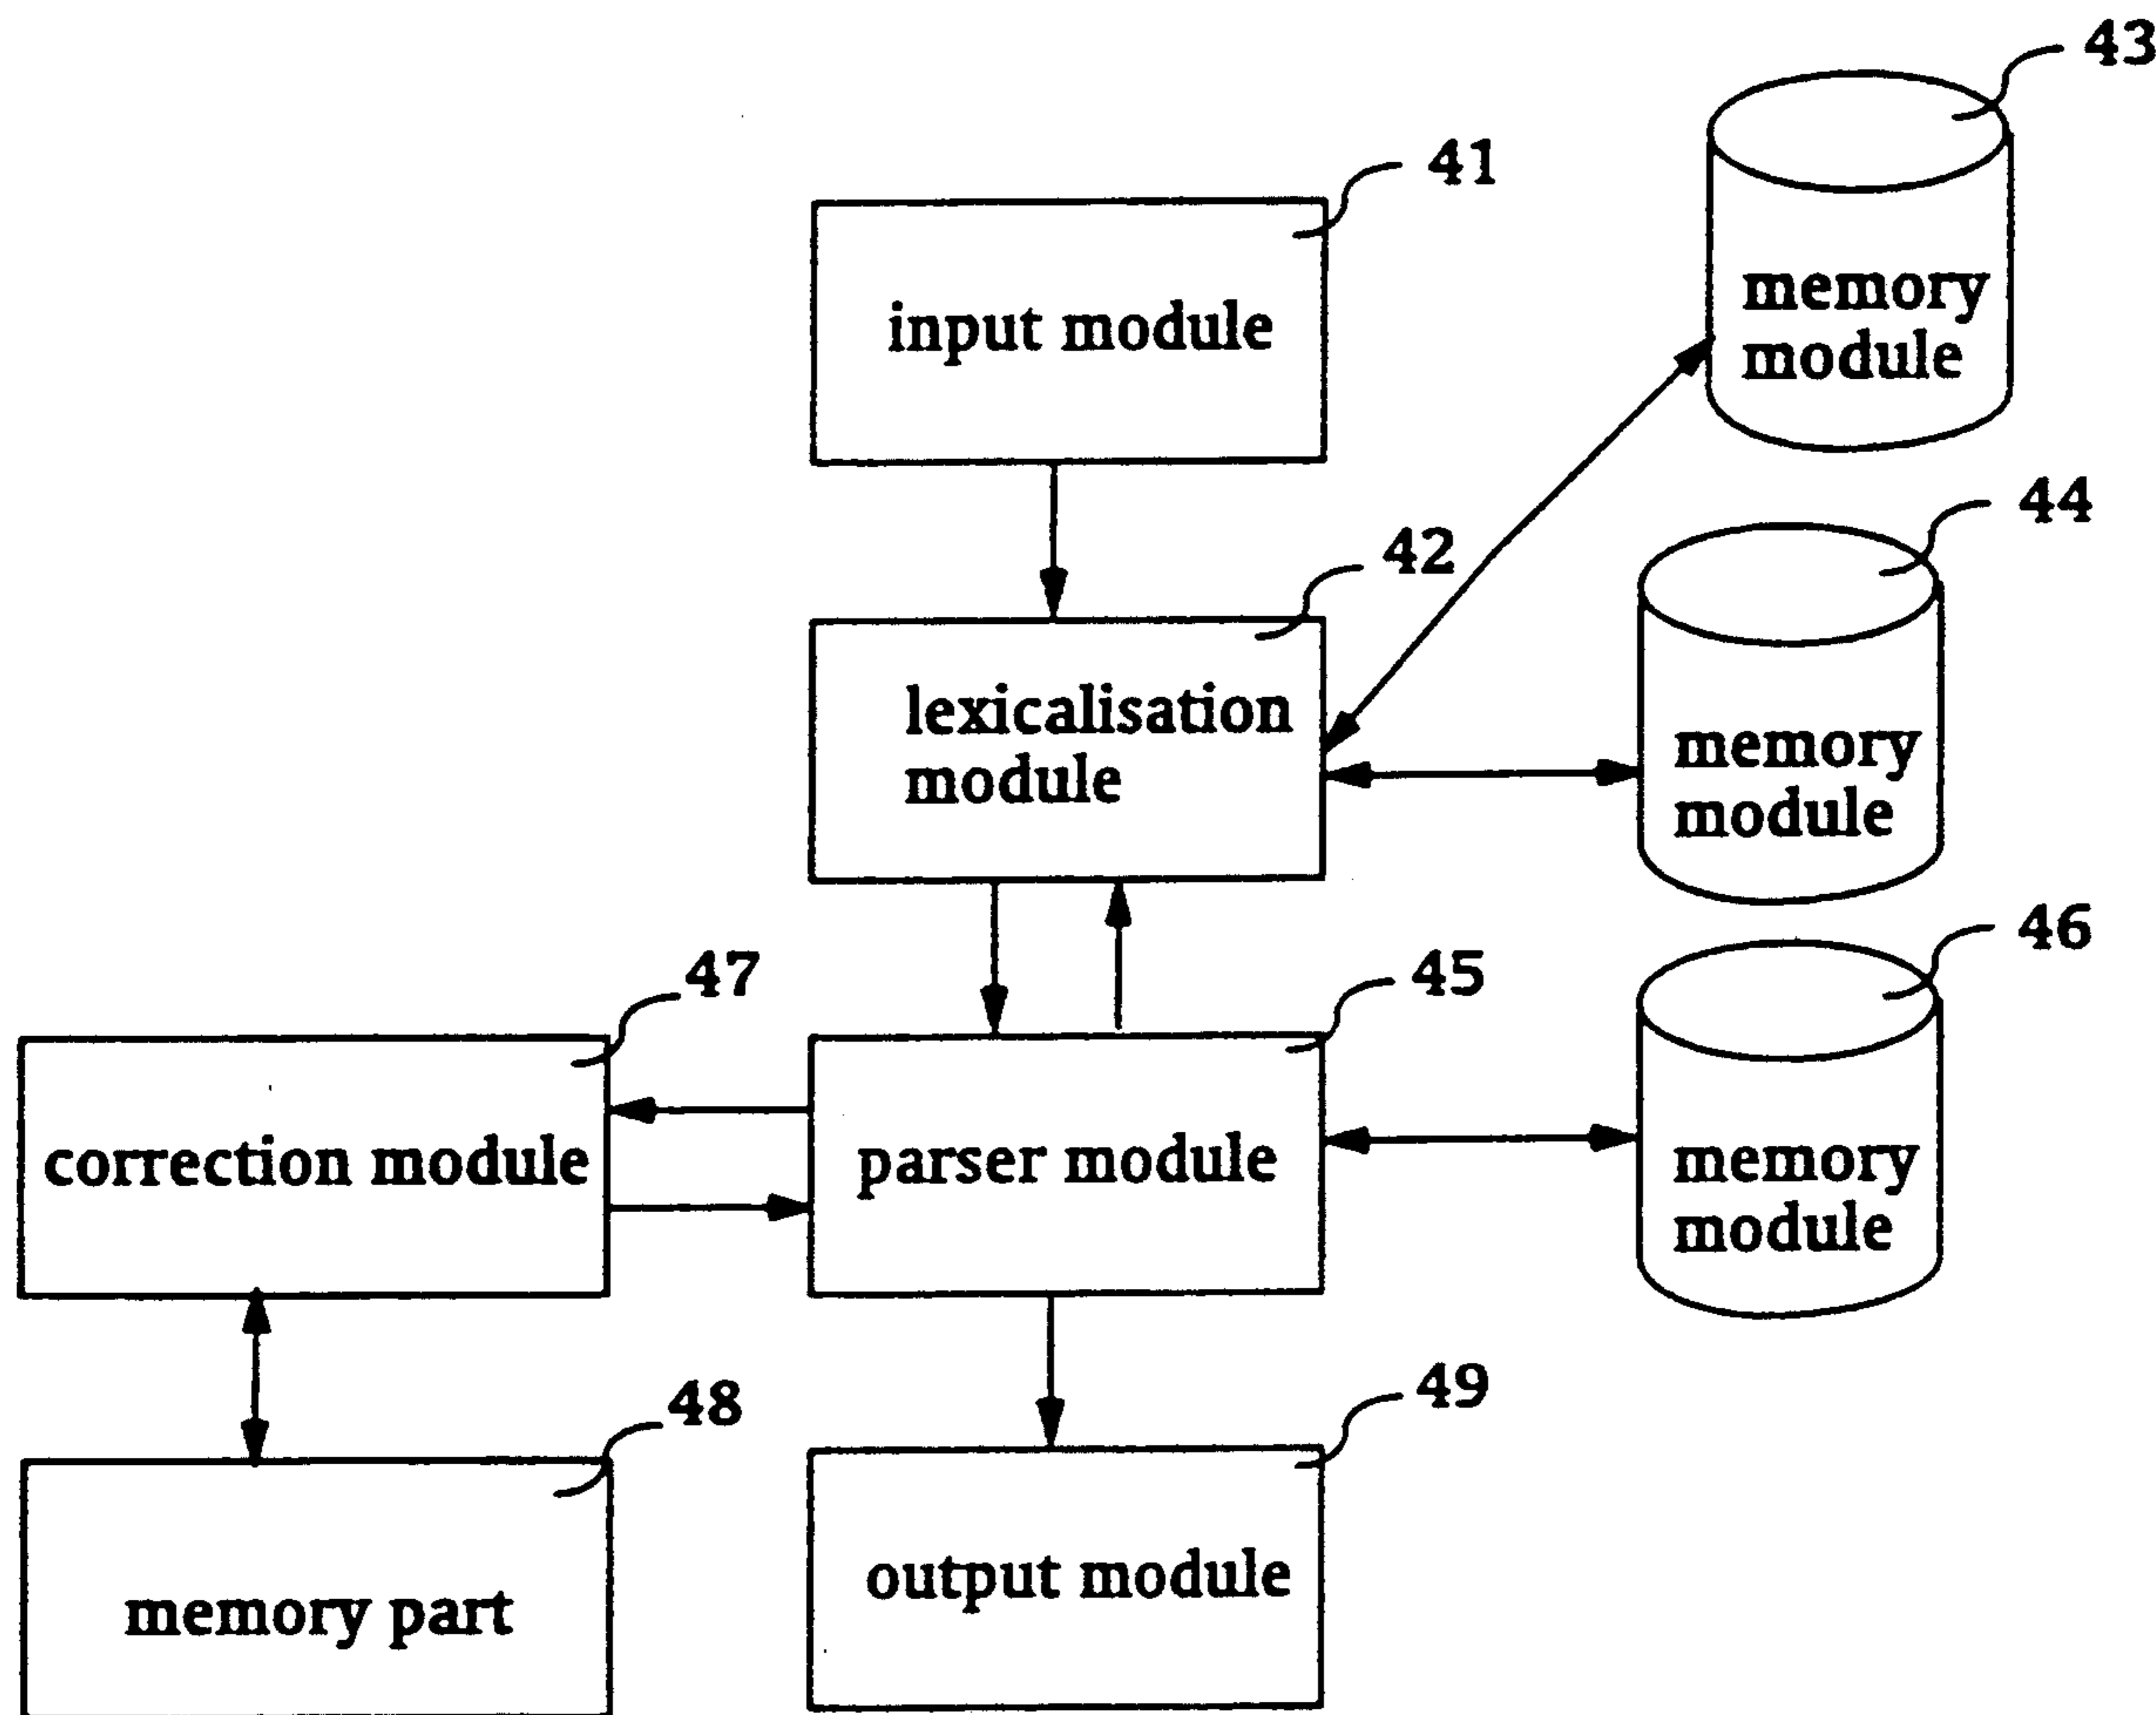 43
41
input module
memory
module
44
42
lexicalisation
module
memory
module
46
47
45
correction module
parser module
memory
module
48
49
output module
memory part